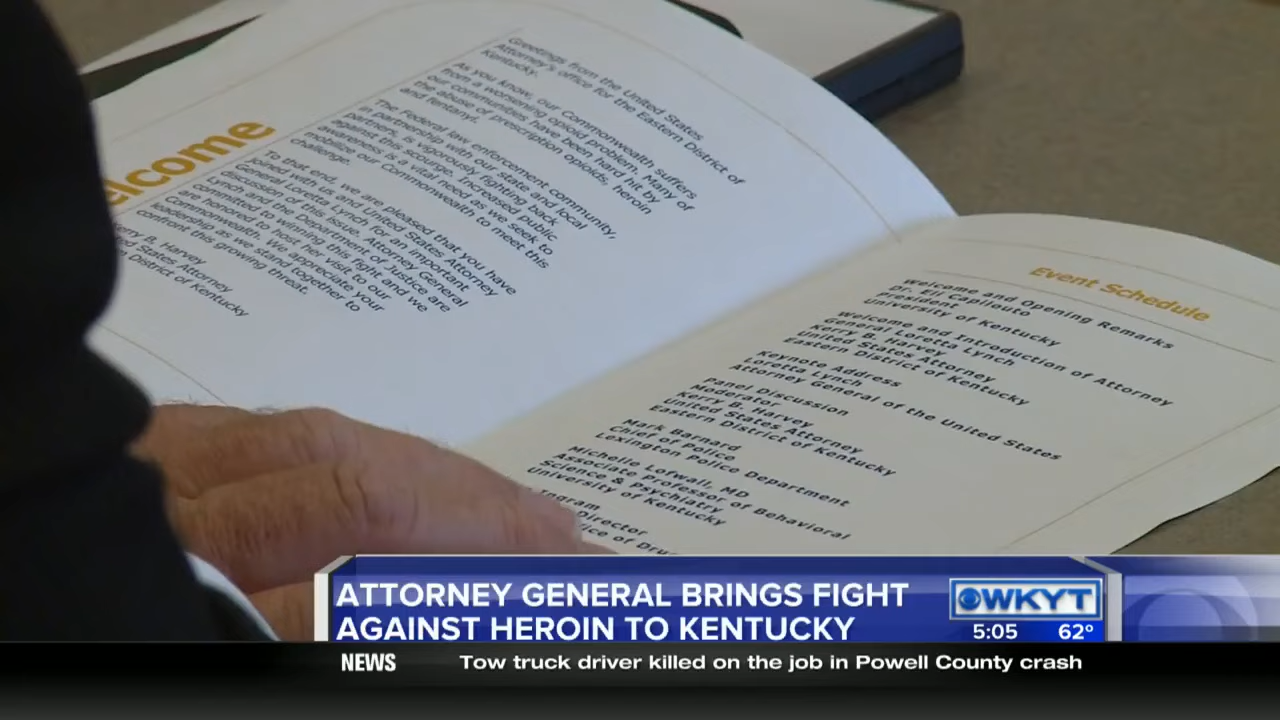 elcome
Greetings from the United States
Attorney's office for the Eastern District of
Kentucky.
As you know, our Commonwealth suffers
from a worsening opioid problem. Many of
our communities have been hard hit by
the abuse of prescription opioids, heroin
and fentanyl.
The Federal law enforcement community,
in partnership with our state and local
partners, is vigorously fighting back
against this scourge. Increased public
awareness is a vital need as we seek to
mobilize our Commonwealth to meet this
challenge.
To that end, we are pleased that you have
joined with us and United States Attorney
General Loretta Lynch for an important
discussion of this issue. Attorney General
Lynch and the Department of Justice are
committed to winning this fight, and we
are honored to host her visit to our
Commonwealth. We appreciate your
leadership as we stand together to
confront this growing threat.
B. Harvey
States Attorney
District of Kentucky
Event Schedule
Welcome and Opening Remarks
Dr. Eli Capilouto
President
University of Kentucky
Welcome and Introduction of Attorney
General Loretta Lynch
Kerry B. Harvey
United States Attorney
Eastern District of Kentucky
Keynote Address
Loretta Lynch
Attorney General of the United States
Panel Discussion
Moderator
Kerry B. Harvey
United States Attorney
Eastern District of Kentucky
Mark Barnard
Chief of Police
Lexington Police Department
Michelle Lofwall, MD
Associate Professor of Behavioral
Science & Psychiatry
University of Kentucky
Ingram
Director
ice of Dru
ATTORNEY GENERAL BRINGS FIGHT
AGAINST HEROIN TO KENTUCKY
WKYT
5:05 62°
NEWS Tow truck driver killed on the job in Powell County crash